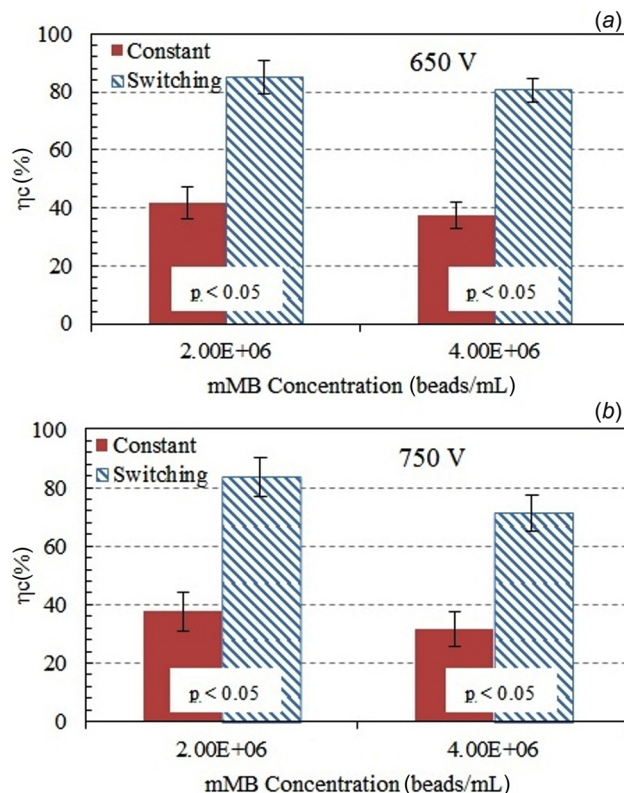 (a)
100
Constant
Switching
650 V
80
60
40
20
0
ηc(%)
p < 0.05
p < 0.05
2.00E+06
4.00E+06
mMB Concentration (beads/mL)
(b)
100
Constant
Switching
750 V
80
60
40
20
0
ηc(%)
p < 0.05
p < 0.05
2.00E+06
4.00E+06
mMB Concentration (beads/mL)